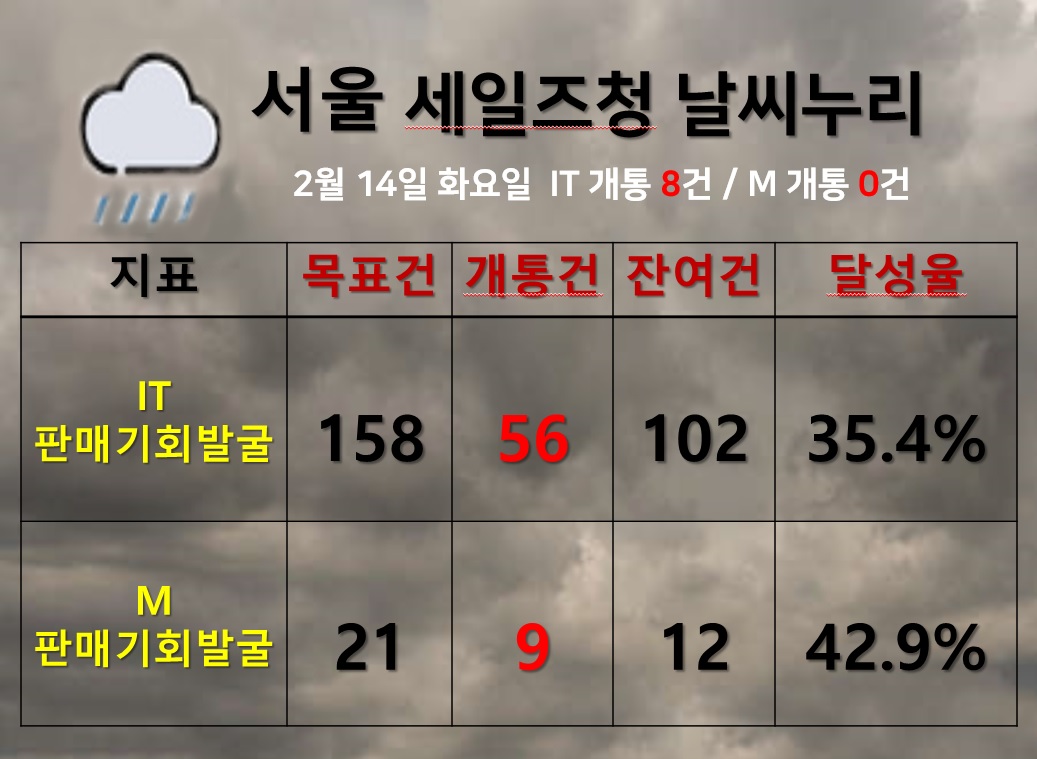 서울 세일즈청 날씨누리
2월 14일 화요일 IT 개통 8건 / M 개통 0건
지표 목표건 개통건 잔여건 달성율
IT
판매기회발굴 158 56 102 35.4%
M
판매기회발굴 21 9 12 42.9%